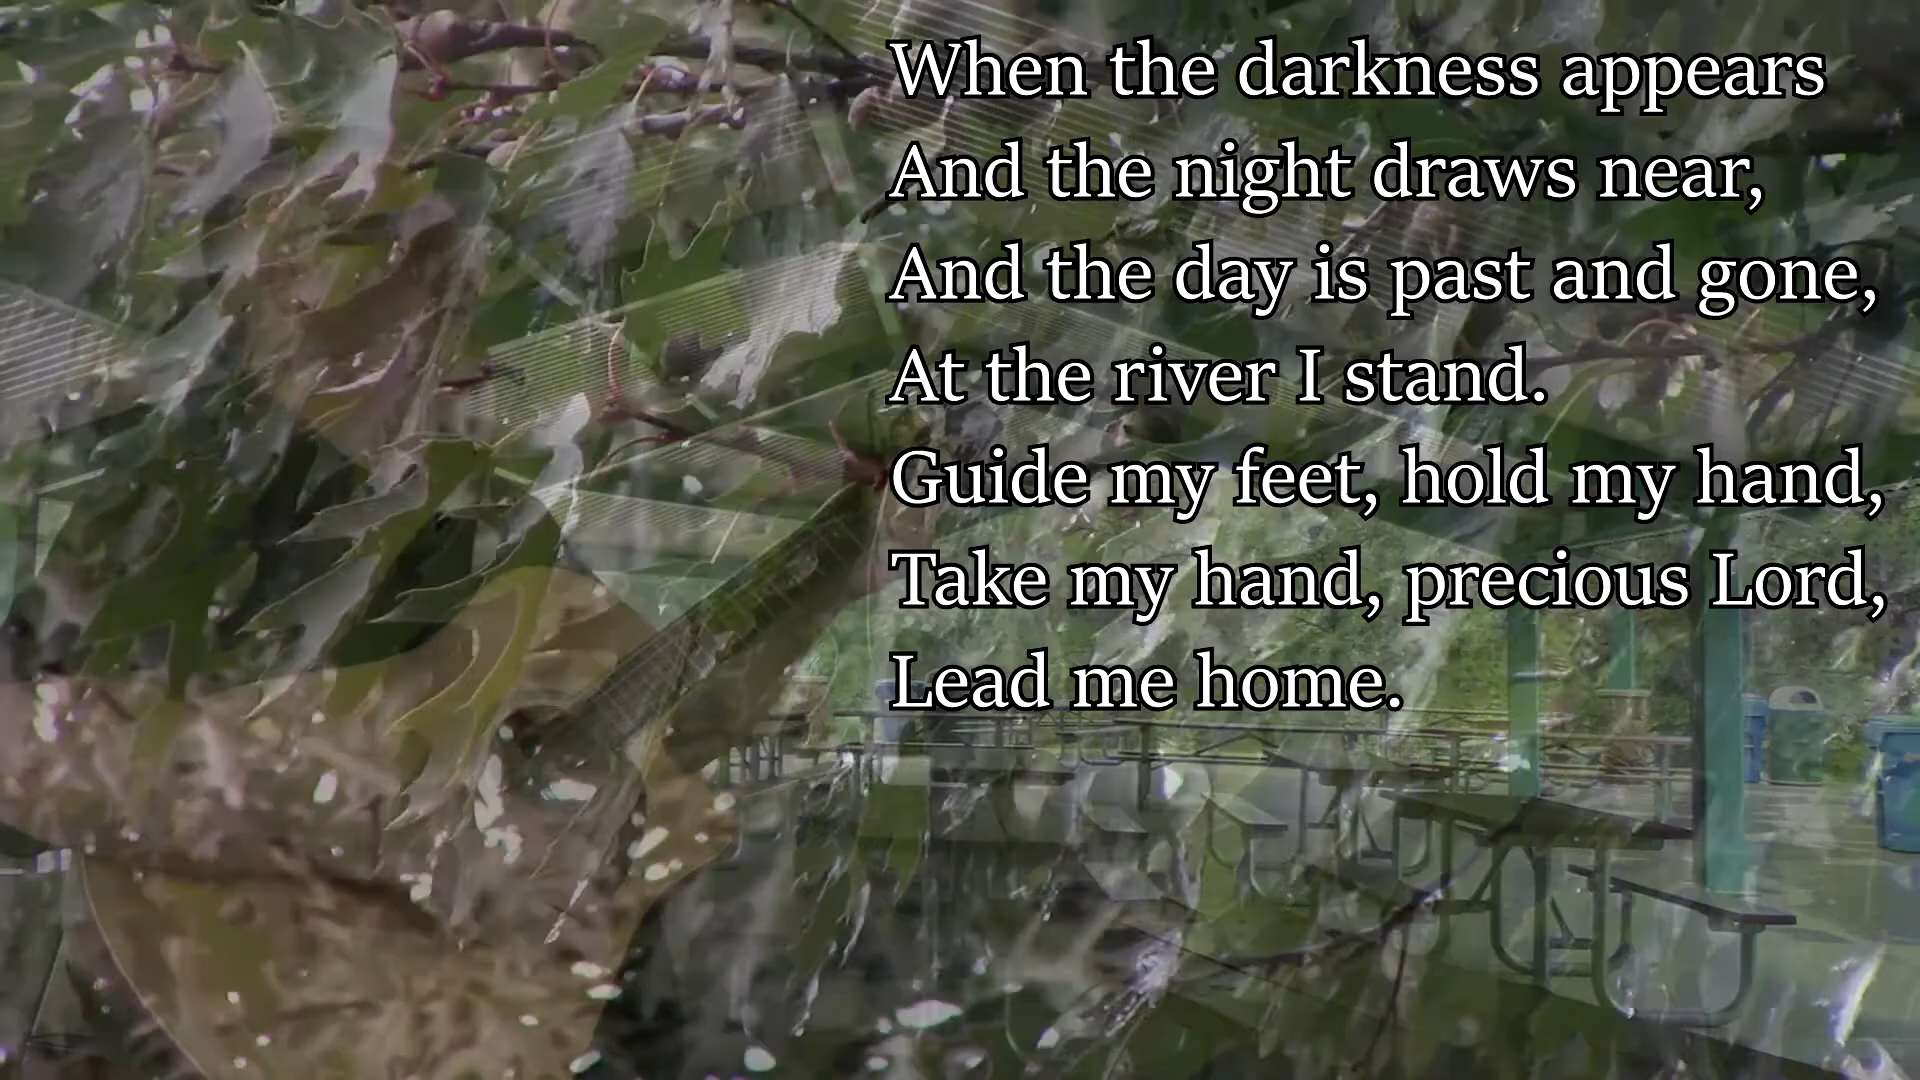 When the darkness appears
And the night draws near,
And the day is past and gone,
At the river I stand.
Guide my feet, hold my hand,
Take my hand, precious Lord,
Lead me home.